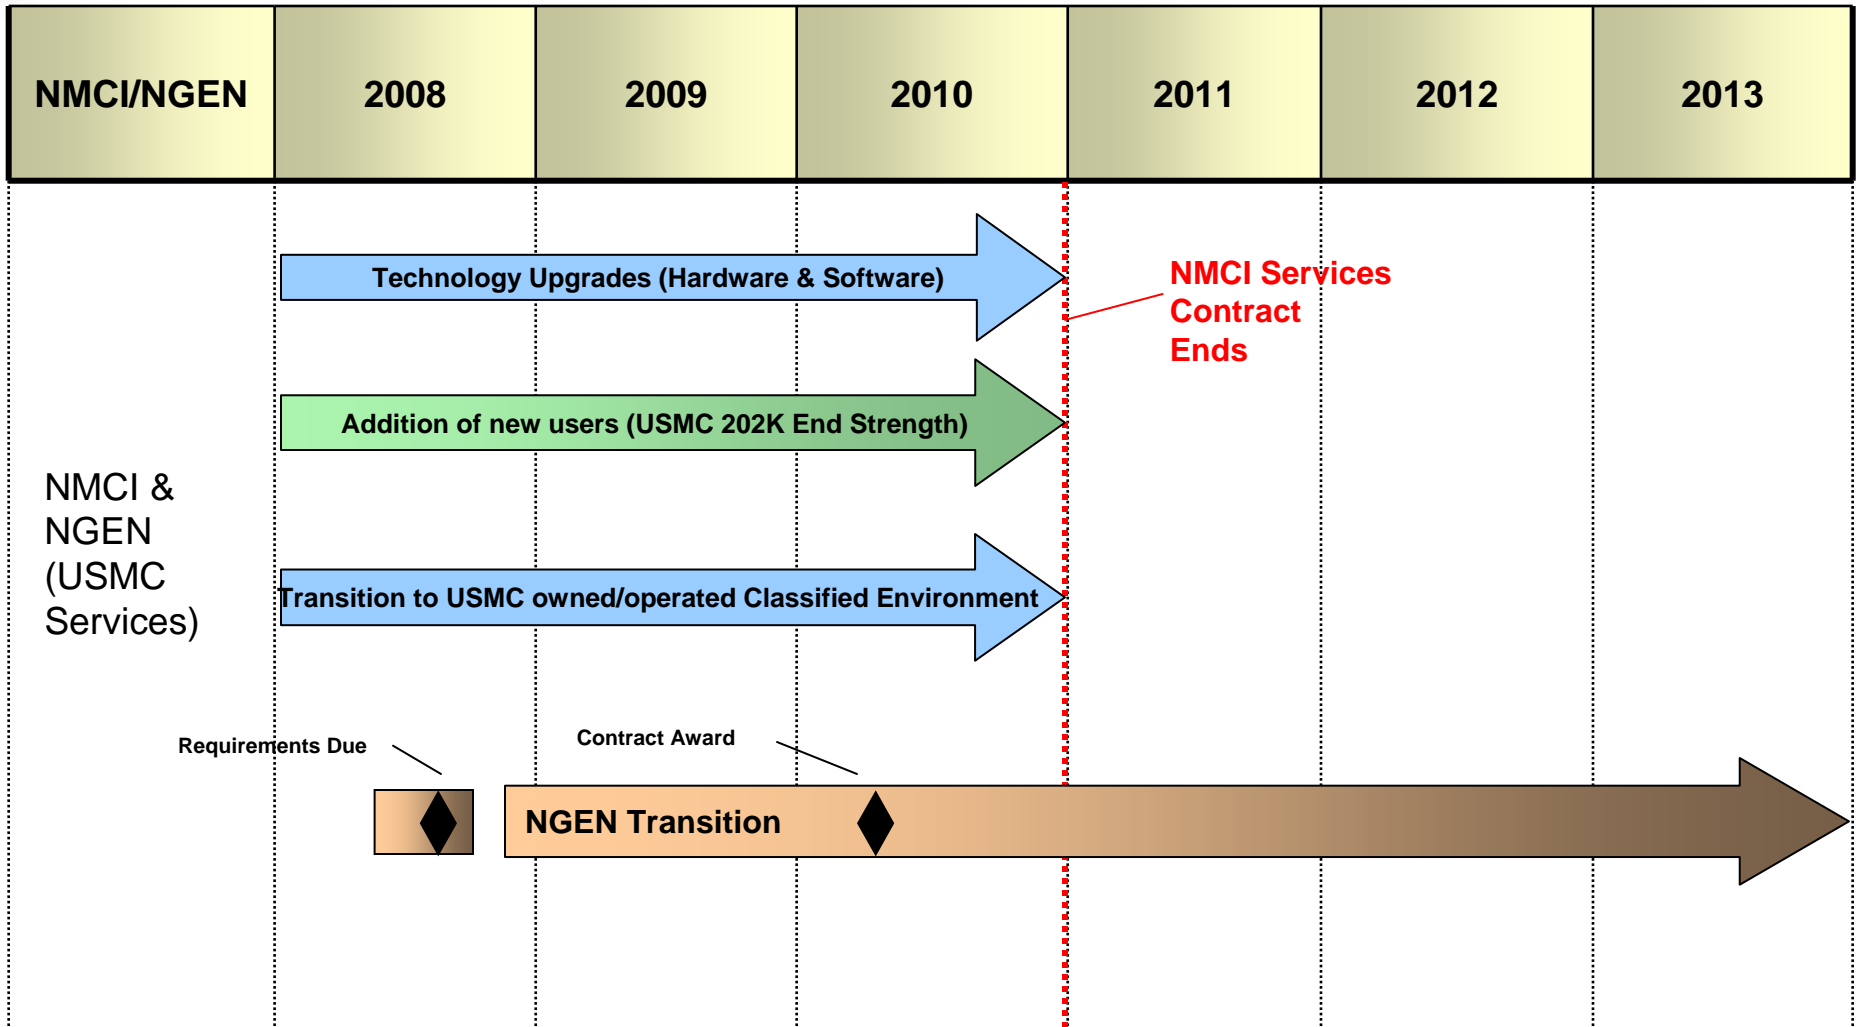 NMCI/NGEN 2008 2009 2010 2011 2012 2013
Technology Upgrades (Hardware & Software)
NMCI Services
Contract
Ends
Addition of new users (USMC 202K End Strength)
NMCI &
NGEN
(USMC
Services)
Transition to USMC owned/operated Classified Environment
Requirements Due
Contract Award
NGEN Transition